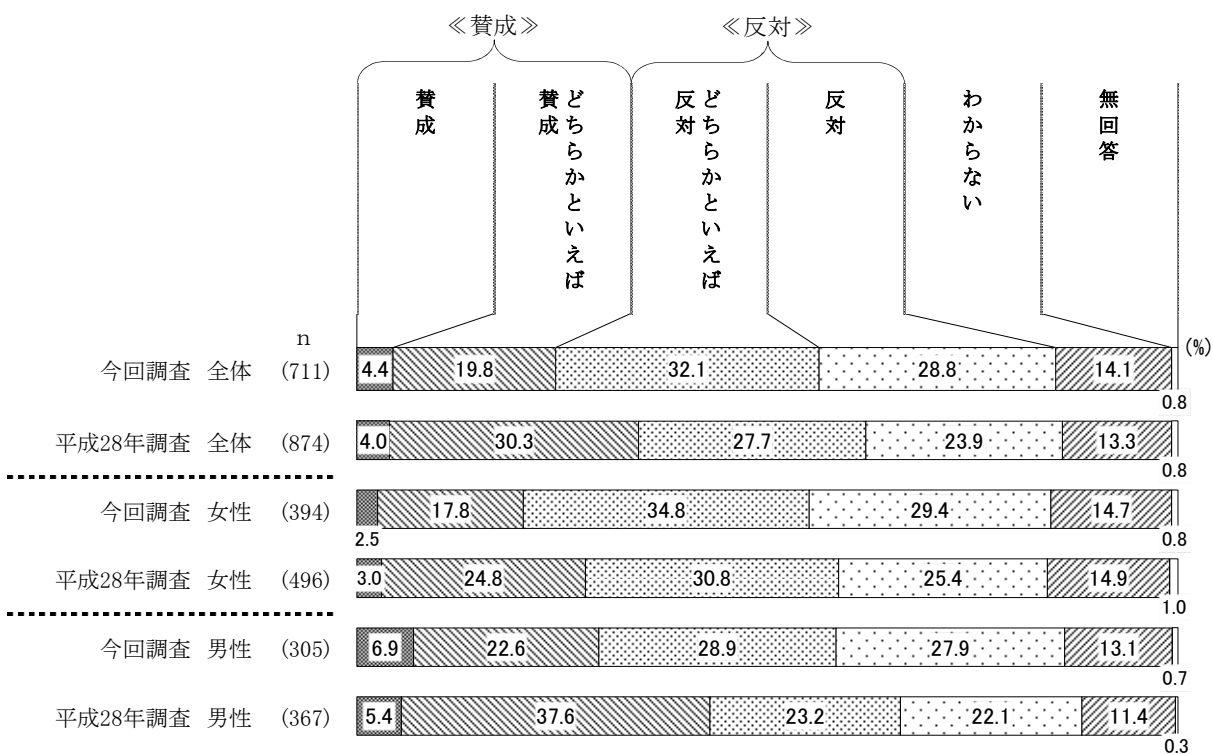 ≪賛成≫ ≪反対≫
賛成
どちらかといえば
賛成
どちらかといえば
反対
反対
わからない
無回答
n
(%)
今回調査 全体 (711) 4.4 19.8 32.1 28.8 14.1 0.8
平成28年調査 全体 (874) 4.0 30.3 27.7 23.9 13.3 0.8
今回調査 女性 (394) 2.5 17.8 34.8 29.4 14.7 0.8
平成28年調査 女性 (496) 3.0 24.8 30.8 25.4 14.9 1.0
今回調査 男性 (305) 6.9 22.6 28.9 27.9 13.1 0.7
平成28年調査 男性 (367) 5.4 37.6 23.2 22.1 11.4 0.3